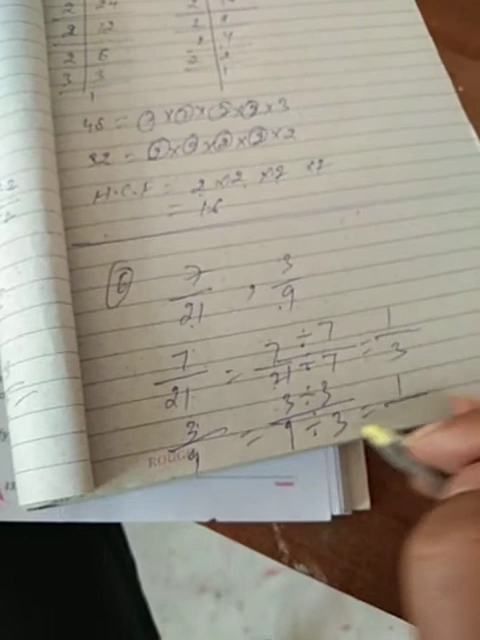 2 | 24
2 | 12 2 | 8
2 | 6 2 | 4
3 | 3 2 | 2
1 1
48 = 2 × 2 × 2 × 2 × 3
32 = 2 × 2 × 2 × 2 × 2
H.C.F = 2 × 2 × 2 × 2
= 16
6 7/21 , 3/9
7/21 = 7 ÷ 7 / 21 ÷ 7 = 1/3
3/9 = 3 ÷ 3 / 9 ÷ 3 = 1/
ROUGH